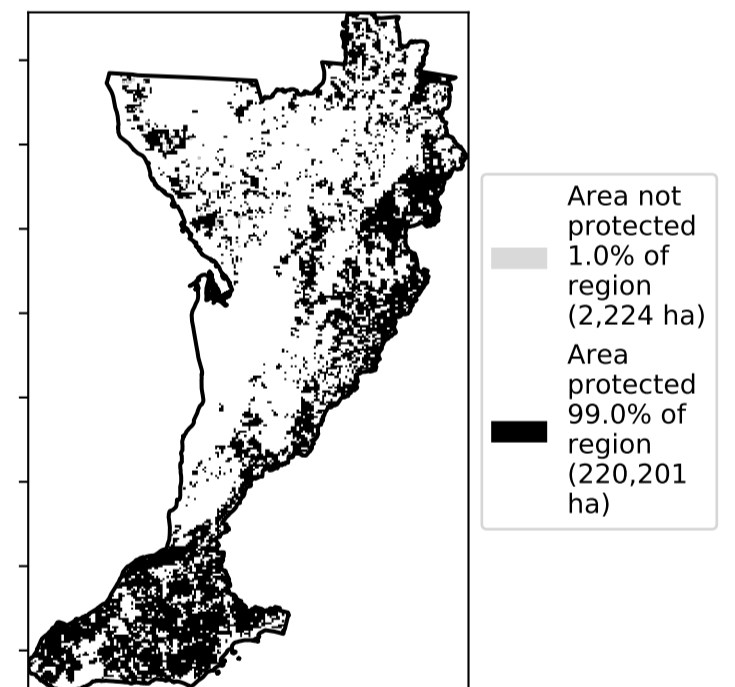 Area not
protected
1.0% of
region
(2,224 ha)
Area
protected
99.0% of
region
(220,201
ha)